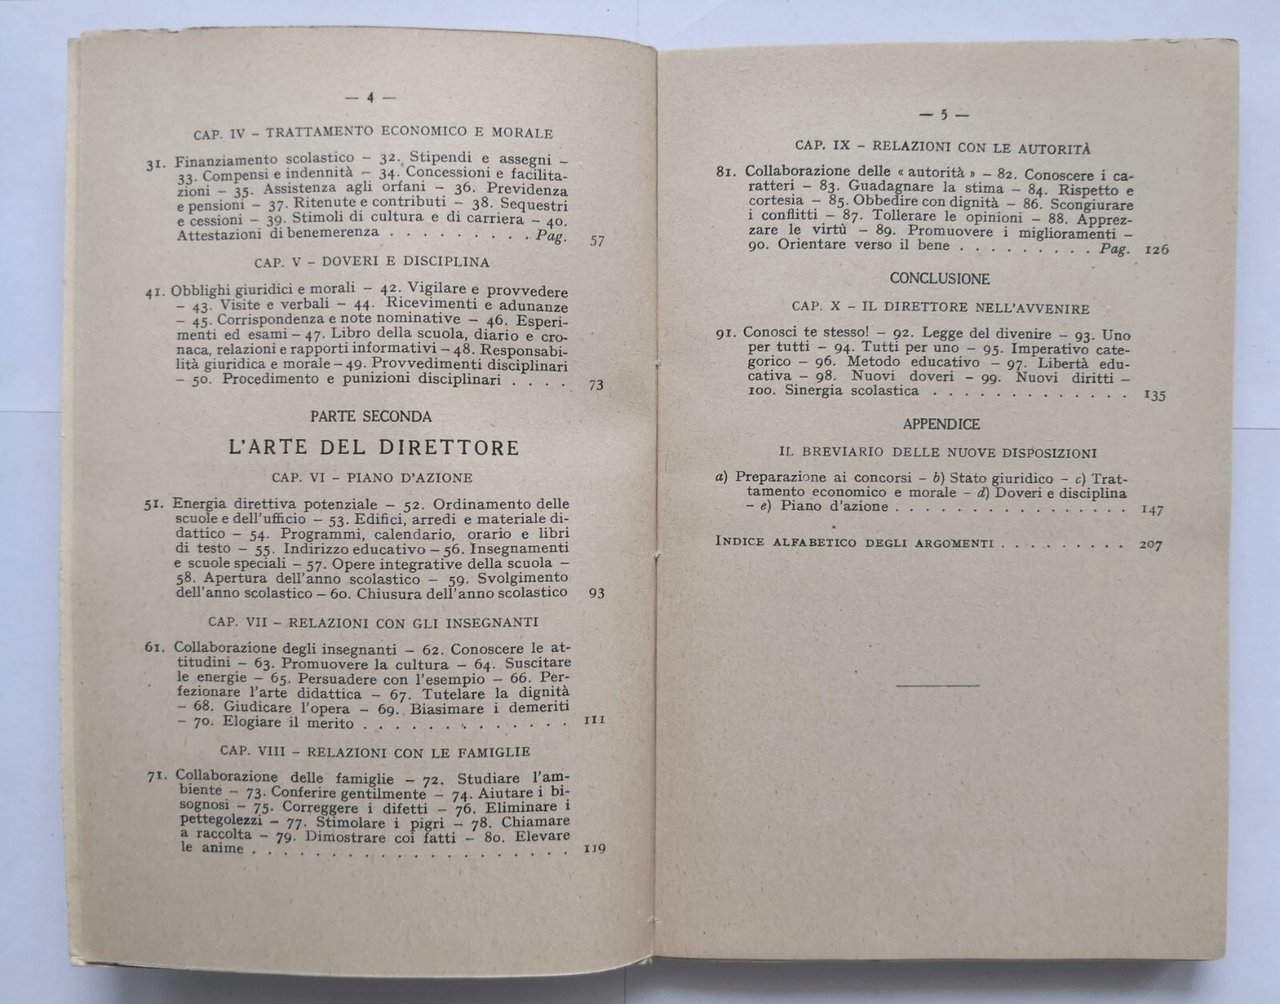 — 4 —
CAP. IV – TRATTAMENTO ECONOMICO E MORALE
31. Finanziamento scolastico – 32. Stipendi e assegni –
33. Compensi e indennità – 34. Concessioni e facilita-
zioni – 35. Assistenza agli orfani – 36. Previdenza
e pensioni – 37. Ritenute e contributi – 38. Sequestri
e cessioni – 39. Stimoli di cultura e di carriera – 40.
Attestazioni di benemerenza . . . . . . . . . Pag. 57
CAP. V – DOVERI E DISCIPLINA
41. Obblighi giuridici e morali – 42. Vigilare e provvedere
– 43. Visite e verbali – 44. Ricevimenti e adunanze
– 45. Corrispondenza e note nominative – 46. Esperi-
menti ed esami – 47. Libro della scuola, diario e cro-
naca, relazioni e rapporti informativi – 48. Responsabi-
lità giuridica e morale – 49. Provvedimenti disciplinari
– 50. Procedimento e punizioni disciplinari . . . . 73
PARTE SECONDA
L'ARTE DEL DIRETTORE
CAP. VI – PIANO D'AZIONE
51. Energia direttiva potenziale – 52. Ordinamento delle
scuole e dell'ufficio – 53. Edifici, arredi e materiale di-
dattico – 54. Programmi, calendario, orario e libri
di testo – 55. Indirizzo educativo – 56. Insegnamenti
e scuole speciali – 57. Opere integrative della scuola –
58. Apertura dell'anno scolastico – 59. Svolgimento
dell'anno scolastico – 60. Chiusura dell'anno scolastico 93
CAP. VII – RELAZIONI CON GLI INSEGNANTI
61. Collaborazione degli insegnanti – 62. Conoscere le at-
titudini – 63. Promuovere la cultura – 64. Suscitare
le energie – 65. Persuadere con l'esempio – 66. Per-
fezionare l'arte didattica – 67. Tutelare la dignità
– 68. Giudicare l'opera – 69. Biasimare i demeriti
– 70. Elogiare il merito . . . . . . . . . . . . . 111
CAP. VIII – RELAZIONI CON LE FAMIGLIE
71. Collaborazione delle famiglie – 72. Studiare l'am-
biente – 73. Conferire gentilmente – 74. Aiutare i bi-
sognosi – 75. Correggere i difetti – 76. Eliminare i
pettegolezzi – 77. Stimolare i pigri – 78. Chiamare
a raccolta – 79. Dimostrare coi fatti – 80. Elevare
le anime . . . . . . . . . . . . . . . . . . . . 119
— 5 —
CAP. IX – RELAZIONI CON LE AUTORITÀ
81. Collaborazione delle « autorità » – 82. Conoscere i ca-
ratteri – 83. Guadagnare la stima – 84. Rispetto e
cortesia – 85. Obbedire con dignità – 86. Scongiurare
i conflitti – 87. Tollerare le opinioni – 88. Apprez-
zare le virtù – 89. Promuovere i miglioramenti –
90. Orientare verso il bene . . . . . . . . . Pag. 126
CONCLUSIONE
CAP. X – IL DIRETTORE NELL'AVVENIRE
91. Conosci te stesso! – 92. Legge del divenire – 93. Uno
per tutti – 94. Tutti per uno – 95. Imperativo cate-
gorico – 96. Metodo educativo – 97. Libertà edu-
cativa – 98. Nuovi doveri – 99. Nuovi diritti –
100. Sinergia scolastica . . . . . . . . . . . . . 135
APPENDICE
IL BREVIARIO DELLE NUOVE DISPOSIZIONI
a) Preparazione ai concorsi – b) Stato giuridico – c) Trat-
tamento economico e morale – d) Doveri e disciplina
– e) Piano d'azione . . . . . . . . . . . . . . . . 147
INDICE ALFABETICO DEGLI ARGOMENTI . . . . . . . . . 207